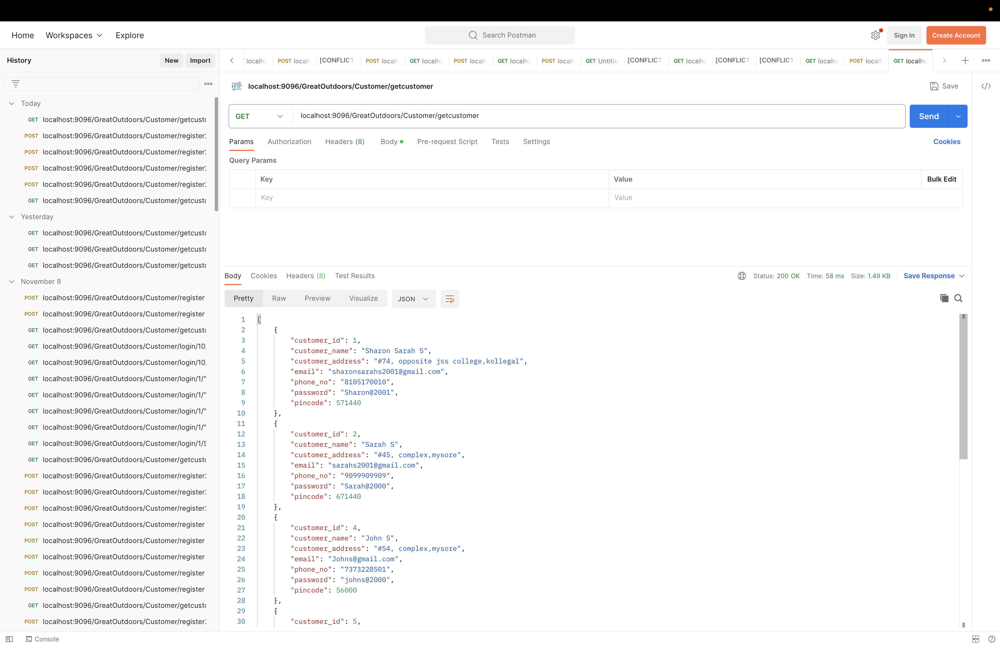 Home Workspaces Explore Search Postman Sign In Create Account
History New Import
localhc POST localh [CONFLICT POST localh GET localhc POST localh GET localhc POST localh GET Untitle [CONFLICT GET localhc [CONFLICT [CONFLICT GET localhc POST localh GET localhc
localhost:9096/GreatOutdoors/Customer/getcustomer Save
GET localhost:9096/GreatOutdoors/Customer/getcustomer Send
Params Authorization Headers (8) Body Pre-request Script Tests Settings Cookies
Query Params
Key Value Bulk Edit
Key Value
Today
GET localhost:9096/GreatOutdoors/Customer/getcustc
POST localhost:9096/GreatOutdoors/Customer/register2
POST localhost:9096/GreatOutdoors/Customer/register2
POST localhost:9096/GreatOutdoors/Customer/register2
POST localhost:9096/GreatOutdoors/Customer/register2
GET localhost:9096/GreatOutdoors/Customer/getcustc
Yesterday
GET localhost:9096/GreatOutdoors/Customer/getcustc
GET localhost:9096/GreatOutdoors/Customer/getcustc
GET localhost:9096/GreatOutdoors/Customer/getcustc
November 8
POST localhost:9096/GreatOutdoors/Customer/register
POST localhost:9096/GreatOutdoors/Customer/register
GET localhost:9096/GreatOutdoors/Customer/getcustc
GET localhost:9096/GreatOutdoors/Customer/login/10,
GET localhost:9096/GreatOutdoors/Customer/login/10,
GET localhost:9096/GreatOutdoors/Customer/login/1/"
GET localhost:9096/GreatOutdoors/Customer/login/1/"
GET localhost:9096/GreatOutdoors/Customer/login/1/"
GET localhost:9096/GreatOutdoors/Customer/login/1/"
GET localhost:9096/GreatOutdoors/Customer/login/1/S
GET localhost:9096/GreatOutdoors/Customer/getcustc
POST localhost:9096/GreatOutdoors/Customer/register2
POST localhost:9096/GreatOutdoors/Customer/register2
POST localhost:9096/GreatOutdoors/Customer/register2
POST localhost:9096/GreatOutdoors/Customer/register
POST localhost:9096/GreatOutdoors/Customer/register
POST localhost:9096/GreatOutdoors/Customer/register
POST localhost:9096/GreatOutdoors/Customer/register
POST localhost:9096/GreatOutdoors/Customer/register
GET localhost:9096/GreatOutdoors/Customer/getcustc
POST localhost:9096/GreatOutdoors/Customer/register2
Body Cookies Headers (8) Test Results Status: 200 OK Time: 58 ms Size: 1.49 KB Save Response
Pretty Raw Preview Visualize JSON
1 [
2 {
3 "customer_id": 1,
4 "customer_name": "Sharon Sarah S",
5 "customer_address": "#74, opposite jss college,kollegal",
6 "email": "sharonsarahs2001@gmail.com",
7 "phone_no": "8105170010",
8 "password": "Sharon@2001",
9 "pincode": 571440
10 },
11 {
12 "customer_id": 2,
13 "customer_name": "Sarah S",
14 "customer_address": "#45, complex,mysore",
15 "email": "sarahs2001@gmail.com",
16 "phone_no": "9099909909",
17 "password": "Sarah@2000",
18 "pincode": 671440
19 },
20 {
21 "customer_id": 4,
22 "customer_name": "John S",
23 "customer_address": "#54, complex,mysore",
24 "email": "Johns@gmail.com",
25 "phone_no": "7373228501",
26 "password": "johns@2000",
27 "pincode": 56000
28 },
29 {
30 "customer_id": 5,
Console